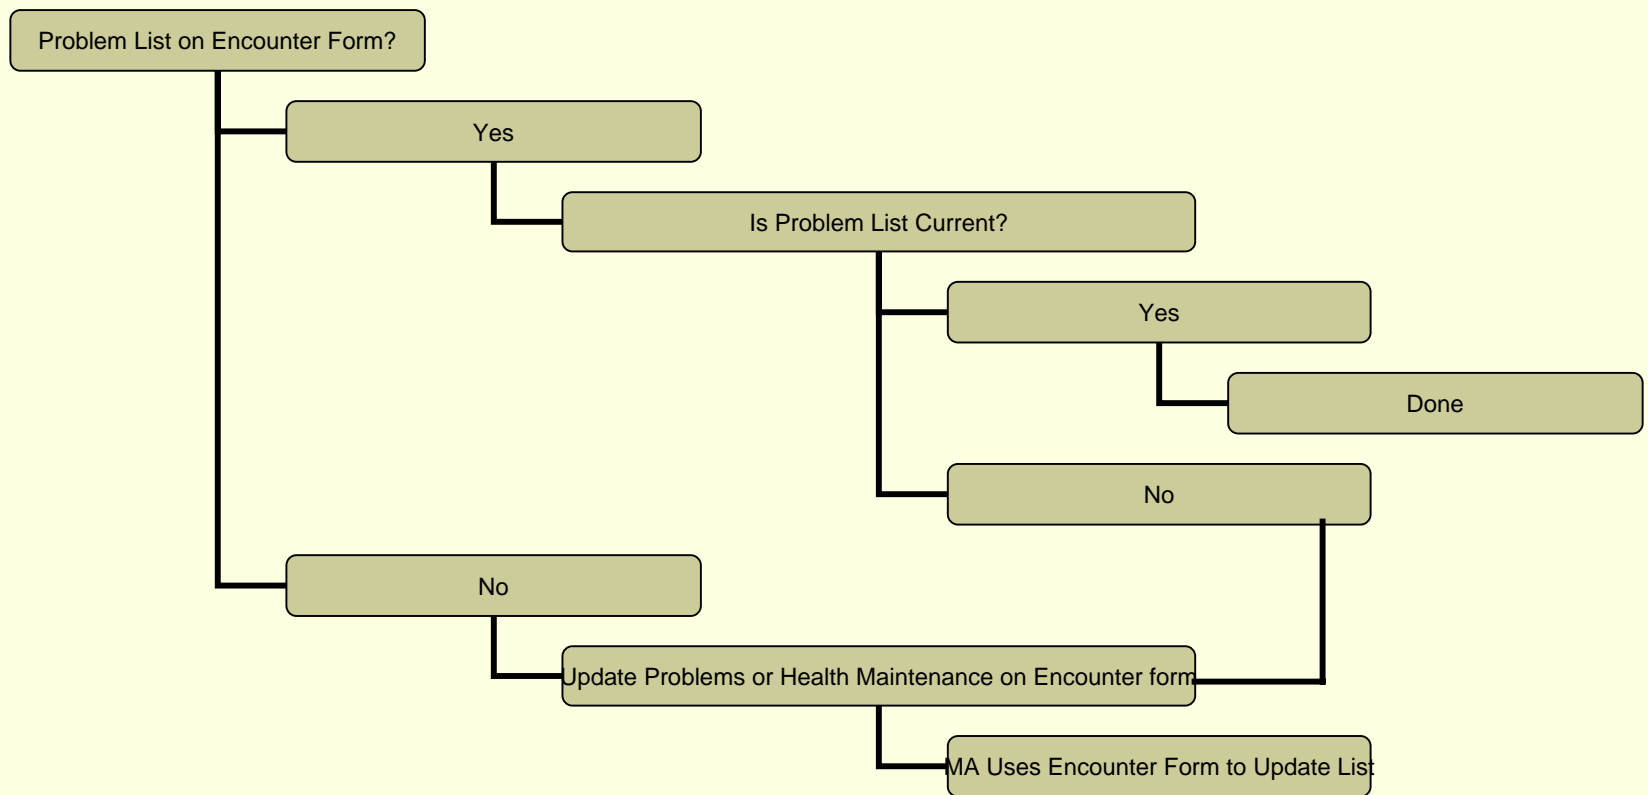 Problem List on Encounter Form?
Yes
Is Problem List Current?
Yes
Done
No
No
Update Problems or Health Maintenance on Encounter form
MA Uses Encounter Form to Update List